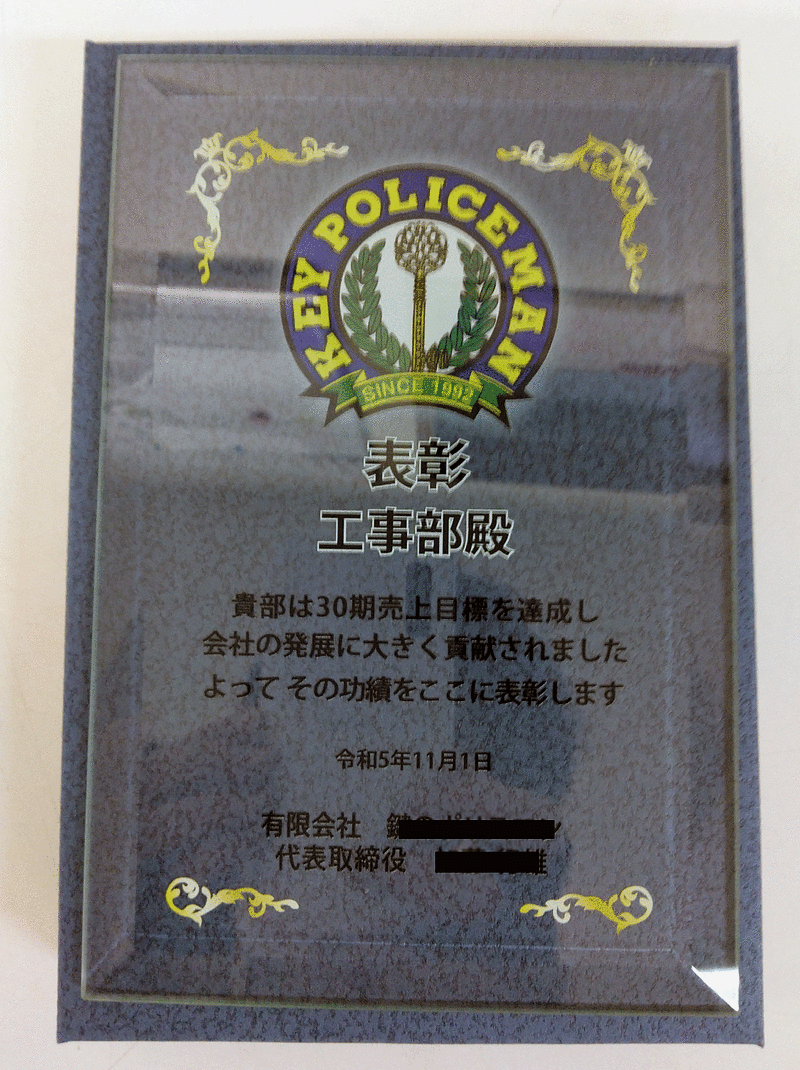 KEY POLICEMAN
SINCE 1992
表彰
工事部殿
貴部は30期売上目標を達成し
会社の発展に大きく貢献されました
よって その功績をここに表彰します
令和5年11月1日
有限会社 鍵の
代表取締役 雄